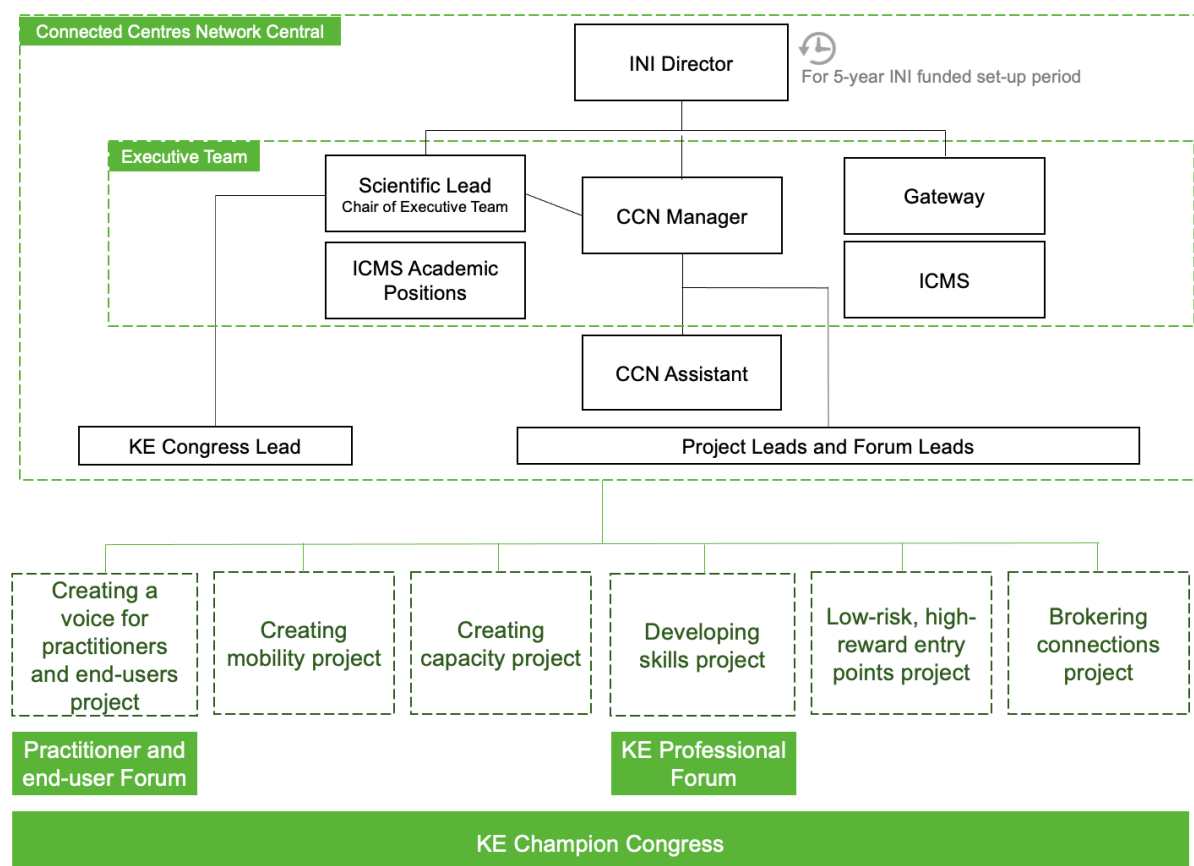 Connected Centres Network Central
INI Director
For 5-year INI funded set-up period
Executive Team
Scientific Lead
Chair of Executive Team
CCN Manager
Gateway
ICMS Academic
Positions
ICMS
CCN Assistant
KE Congress Lead
Project Leads and Forum Leads
Creating a
voice for
practitioners
and end-users
project
Creating
mobility project
Creating
capacity project
Developing
skills project
Low-risk, high-
reward entry
points project
Brokering
connections
project
Practitioner and
end-user Forum
KE Professional
Forum
KE Champion Congress